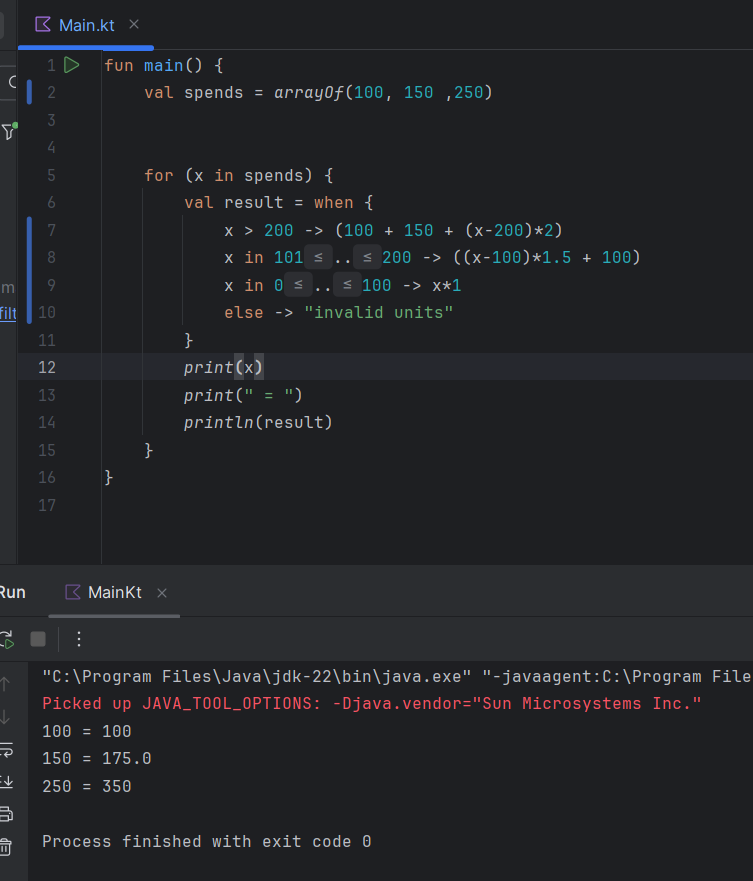 Main.kt
1 fun main() {
2 val spends = arrayOf(100, 150 ,250)
3
4
5 for (x in spends) {
6 val result = when {
7 x > 200 -> (100 + 150 + (x-200)*2)
8 x in 101 ≤ .. ≤ 200 -> ((x-100)*1.5 + 100)
9 x in 0 ≤ .. ≤ 100 -> x*1
10 else -> "invalid units"
11 }
12 print(x)
13 print(" = ")
14 println(result)
15 }
16 }
17
m
filt
Run MainKt
"C:\Program Files\Java\jdk-22\bin\java.exe" "-javaagent:C:\Program File
Picked up JAVA_TOOL_OPTIONS: -Djava.vendor="Sun Microsystems Inc."
100 = 100
150 = 175.0
250 = 350
Process finished with exit code 0